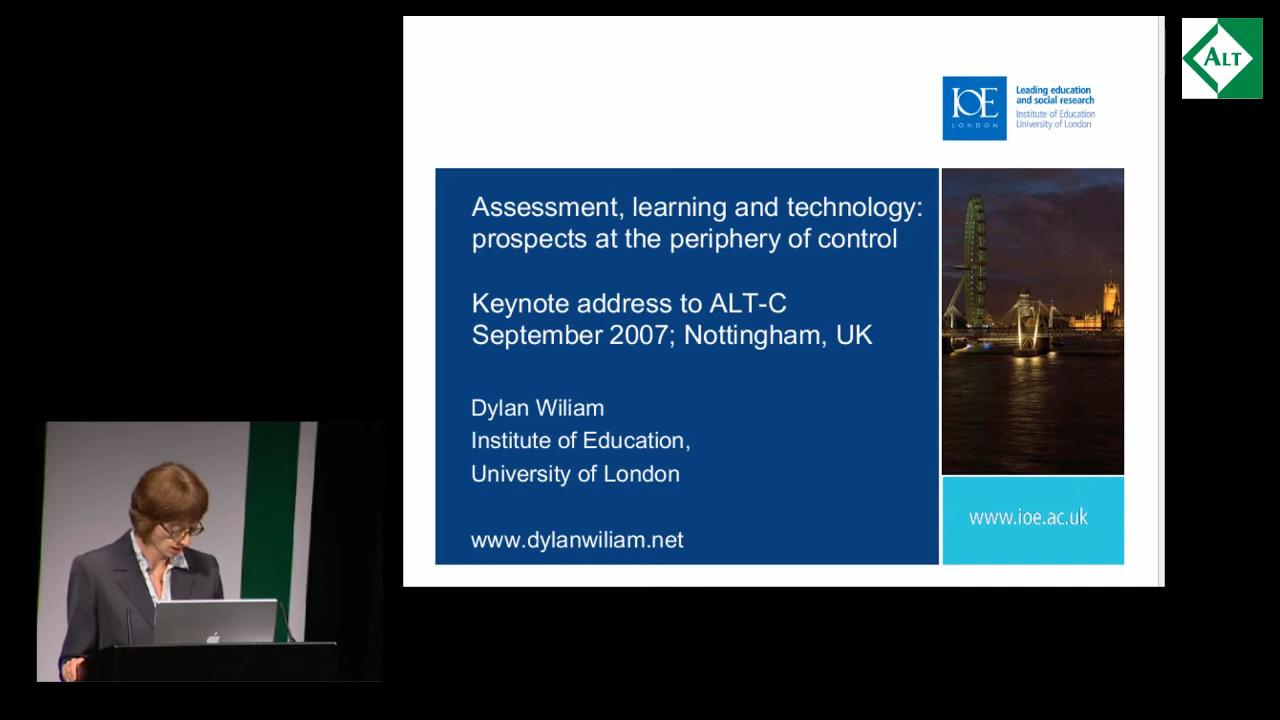 ALT
IOE
LONDON
Leading education
and social research
Institute of Education
University of London
Assessment, learning and technology:
prospects at the periphery of control
Keynote address to ALT-C
September 2007; Nottingham, UK
Dylan Wiliam
Institute of Education,
University of London
www.dylanwiliam.net
www.ioe.ac.uk